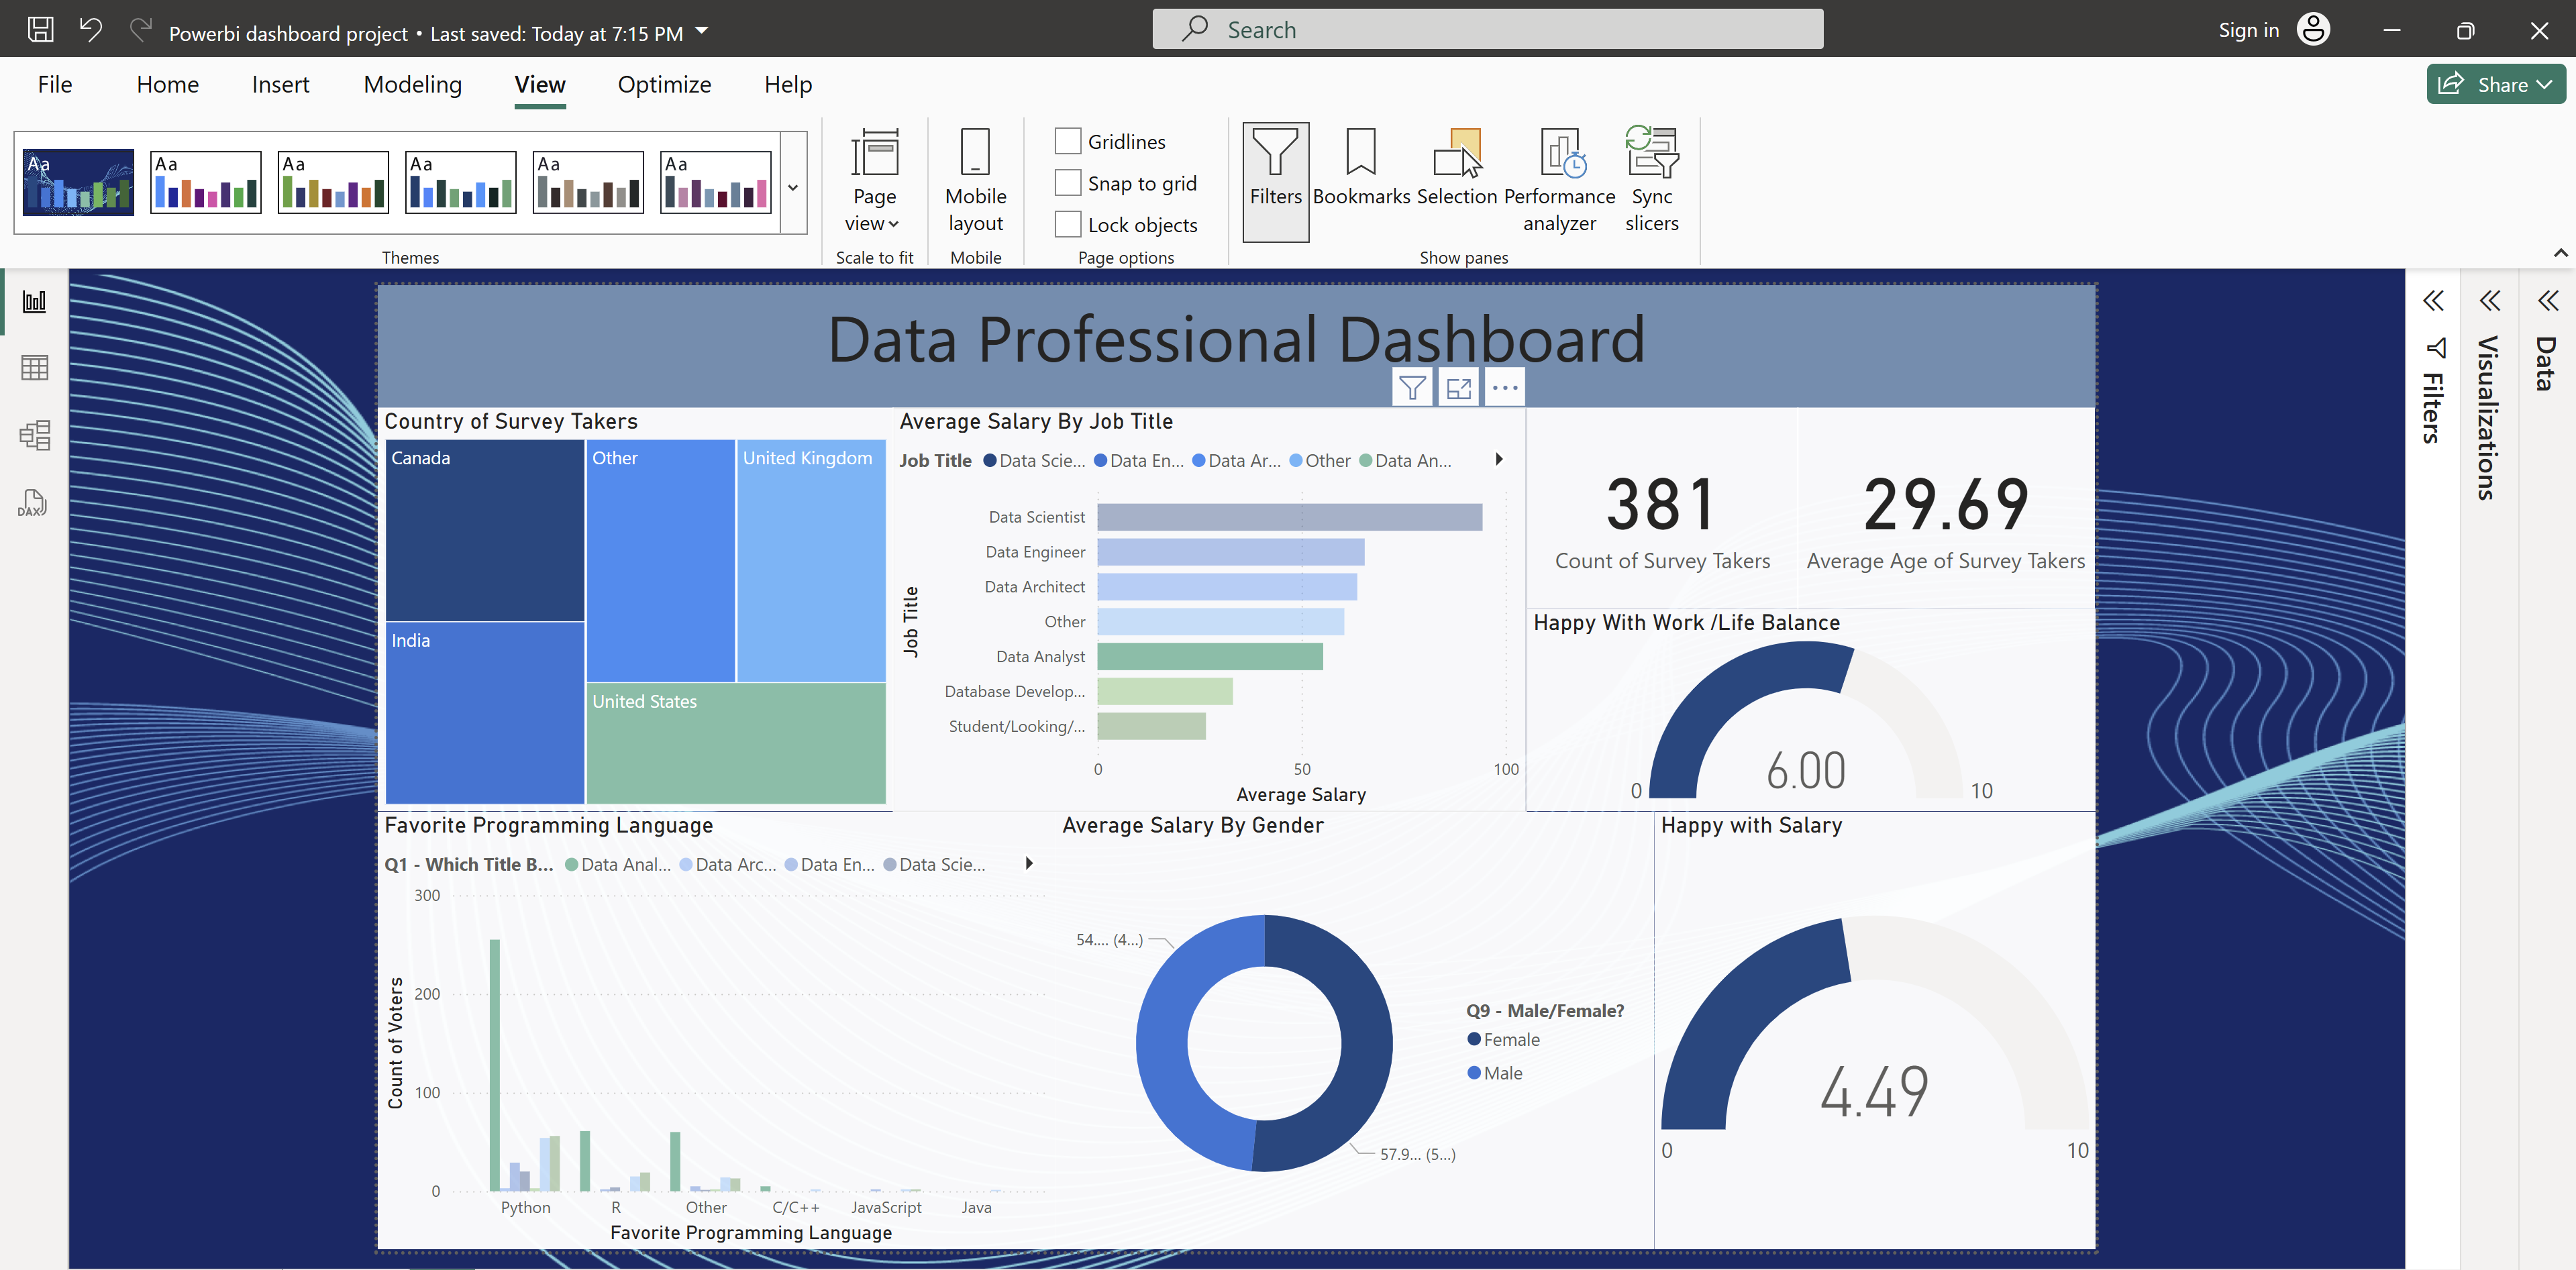 Powerbi dashboard project • Last saved: Today at 7:15 PM
Search
Sign in
File Home Insert Modeling View Optimize Help
Share
Aa Aa Aa Aa Aa Aa
Themes
Page view
Scale to fit
Mobile layout
Mobile
Gridlines
Snap to grid
Lock objects
Page options
Filters
Bookmarks
Selection
Performance analyzer
Sync slicers
Show panes
DAX
Filters
Visualizations
Data
Data Professional Dashboard
Country of Survey Takers
Canada
Other
United Kingdom
India
United States
Average Salary By Job Title
Job Title Data Scie... Data En... Data Ar... Other Data An...
Job Title
Data Scientist
Data Engineer
Data Architect
Other
Data Analyst
Database Develop...
Student/Looking/...
0 50 100
Average Salary
381
Count of Survey Takers
29.69
Average Age of Survey Takers
Happy With Work /Life Balance
6.00
0 10
Favorite Programming Language
Q1 - Which Title B... Data Anal... Data Arc... Data En... Data Scie...
Count of Voters
300
200
100
0
Python R Other C/C++ JavaScript Java
Favorite Programming Language
Average Salary By Gender
54.... (4...)
57.9... (5...)
Q9 - Male/Female?
Female
Male
Happy with Salary
4.49
0 10